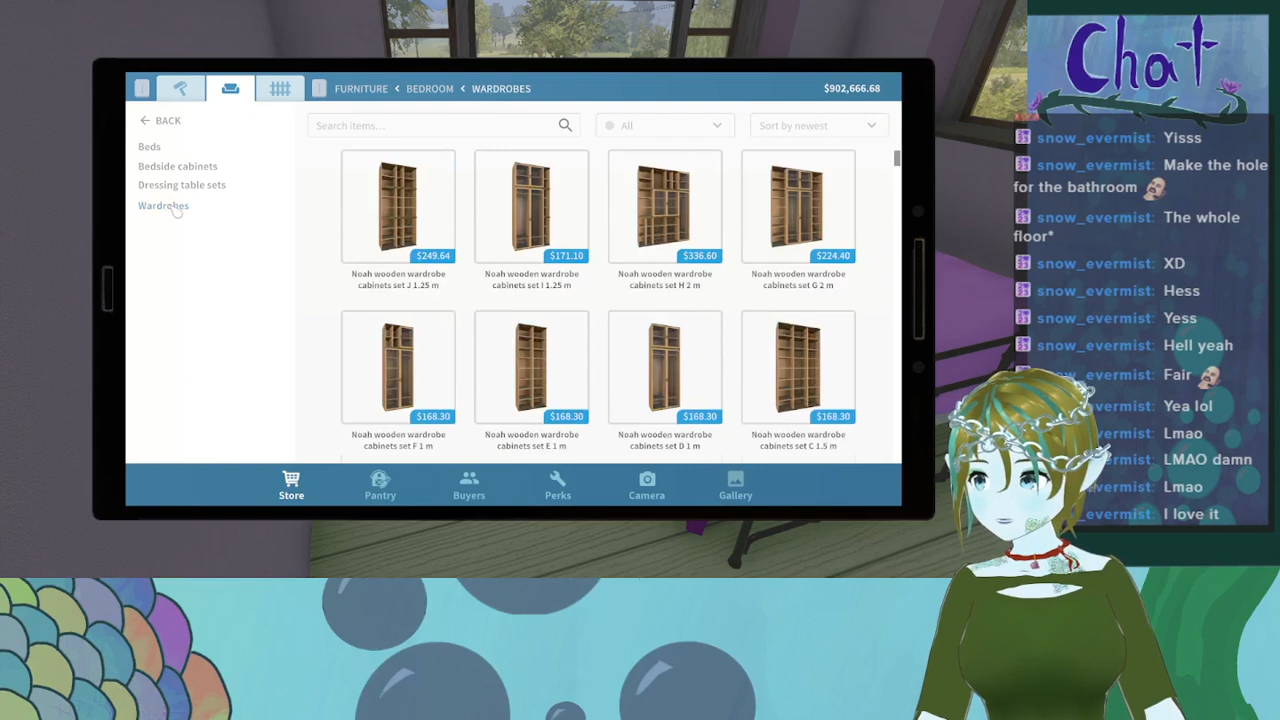 FURNITURE < BEDROOM < WARDROBES
$902,666.68
BACK
Beds
Bedside cabinets
Dressing table sets
Wardrobes
Search items...
All
Sort by newest
$249.64
$171.10
$336.60
$224.40
Noah wooden wardrobe
cabinets set J 1.25 m
Noah wooden wardrobe
cabinets set I 1.25 m
Noah wooden wardrobe
cabinets set H 2 m
Noah wooden wardrobe
cabinets set G 2 m
$168.30
$168.30
$168.30
$168.30
Noah wooden wardrobe
cabinets set F 1 m
Noah wooden wardrobe
cabinets set E 1 m
Noah wooden wardrobe
cabinets set D 1 m
Noah wooden wardrobe
cabinets set C 1.5 m
Store
Pantry
Buyers
Perks
Camera
Gallery
Chat
snow_evermist: Yisss
snow_evermist: Make the hole
for the bathroom
snow_evermist: The whole
floor*
snow_evermist: XD
snow_evermist: Hess
snow_evermist: Yess
snow_evermist: Hell yeah
evermist: Fair
evermist: Yea lol
evermist: Lmao
evermist: LMAO damn
evermist: Lmao
evermist: I love it